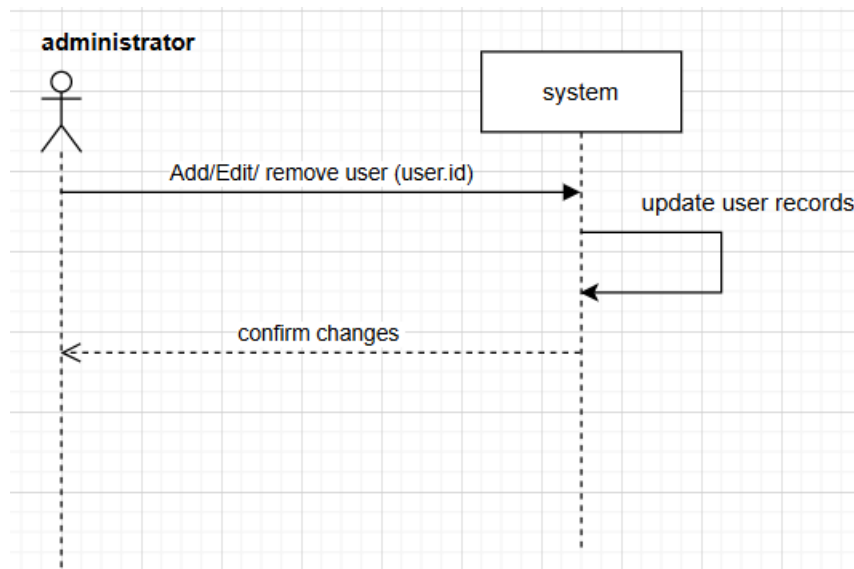 administrator
system
Add/Edit/ remove user (user.id)
update user records
confirm changes